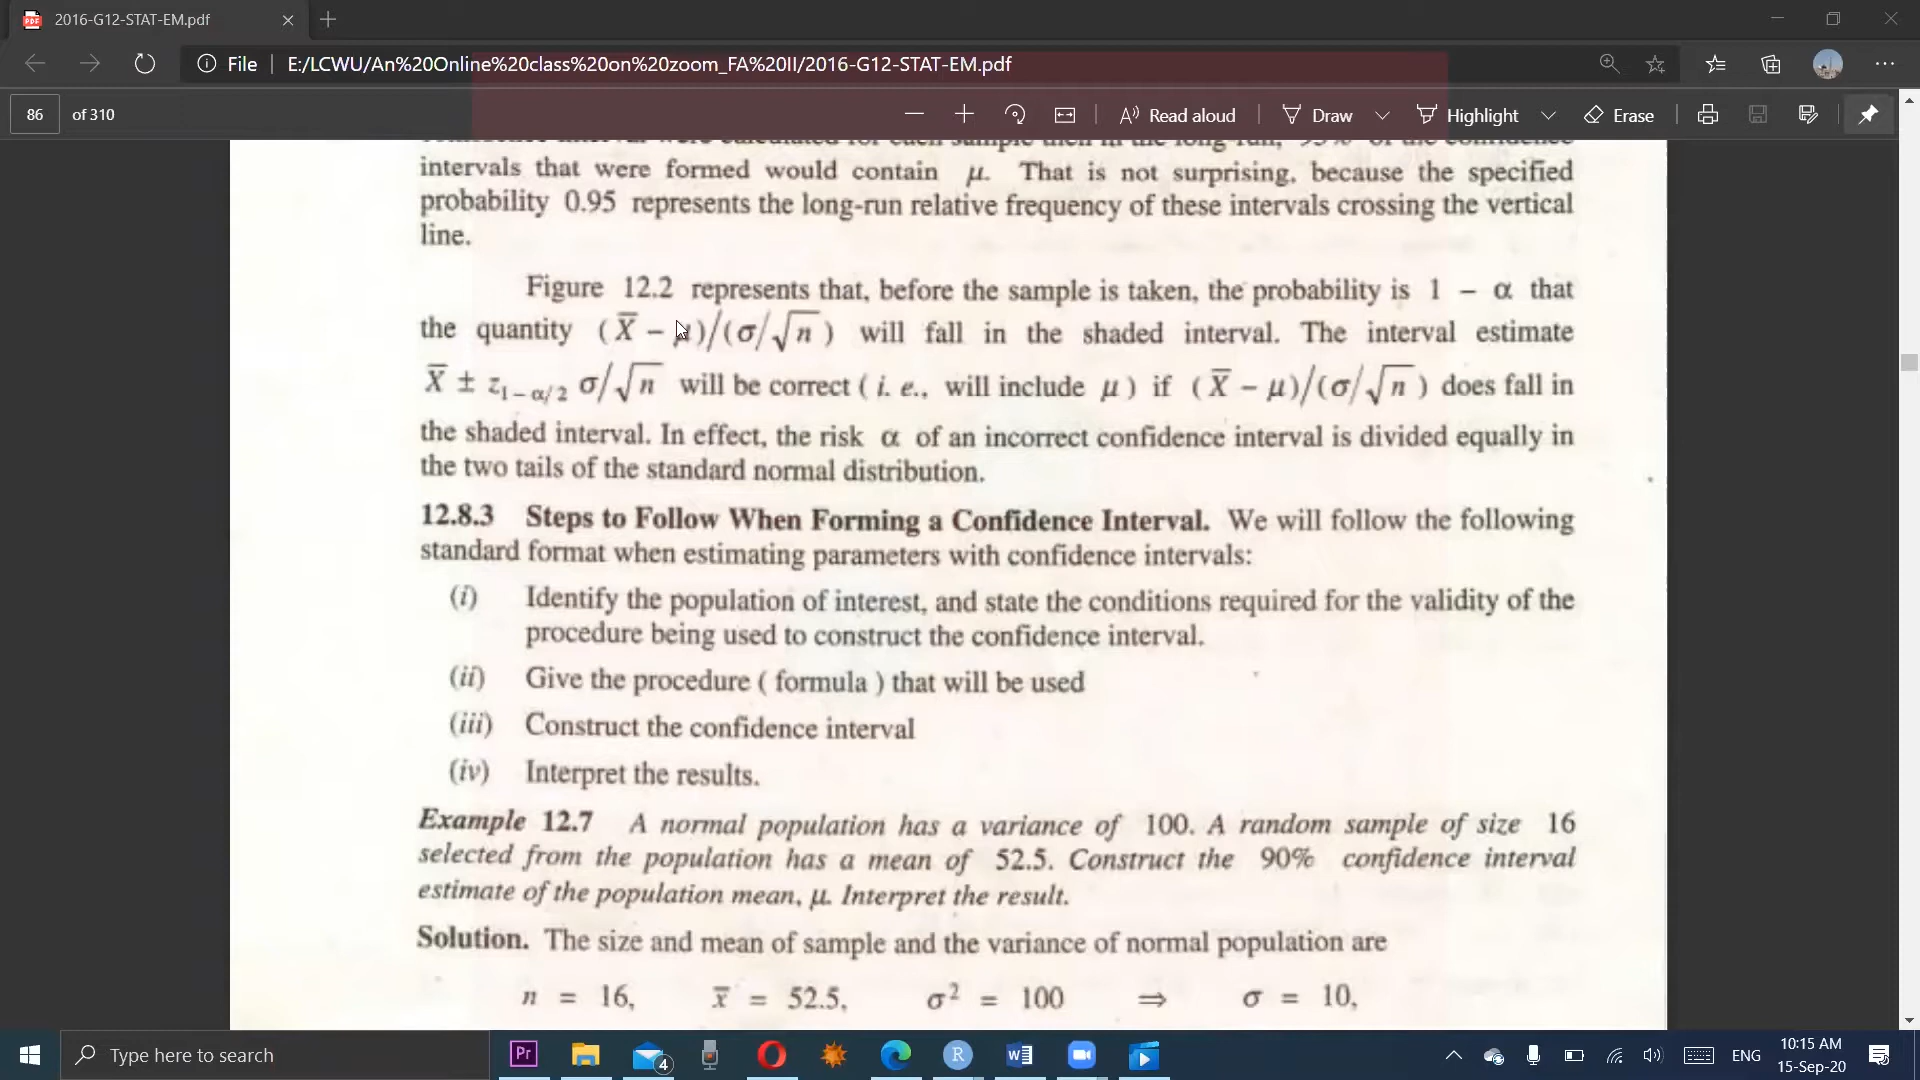 2016-G12-STAT-EM.pdf
File E:/LCWU/An%20Online%20class%20on%20zoom_FA%20II/2016-G12-STAT-EM.pdf
86 of 310 Read aloud Draw Highlight Erase
intervals that were formed would contain μ. That is not surprising, because the specified
probability 0.95 represents the long-run relative frequency of these intervals crossing the vertical
line.
Figure 12.2 represents that, before the sample is taken, the probability is 1 – α that
the quantity (X̅ – μ)/(σ/√n) will fall in the shaded interval. The interval estimate
X̅ ± z₁₋α/₂ σ/√n will be correct ( i. e., will include μ ) if (X̅ – μ)/(σ/√n) does fall in
the shaded interval. In effect, the risk α of an incorrect confidence interval is divided equally in
the two tails of the standard normal distribution.
12.8.3 Steps to Follow When Forming a Confidence Interval. We will follow the following
standard format when estimating parameters with confidence intervals:
(i) Identify the population of interest, and state the conditions required for the validity of the
procedure being used to construct the confidence interval.
(ii) Give the procedure ( formula ) that will be used
(iii) Construct the confidence interval
(iv) Interpret the results.
Example 12.7 A normal population has a variance of 100. A random sample of size 16
selected from the population has a mean of 52.5. Construct the 90% confidence interval
estimate of the population mean, μ. Interpret the result.
Solution. The size and mean of sample and the variance of normal population are
n = 16, x̅ = 52.5, σ² = 100 ⇒ σ = 10,
Type here to search
4
ENG
10:15 AM
15-Sep-20